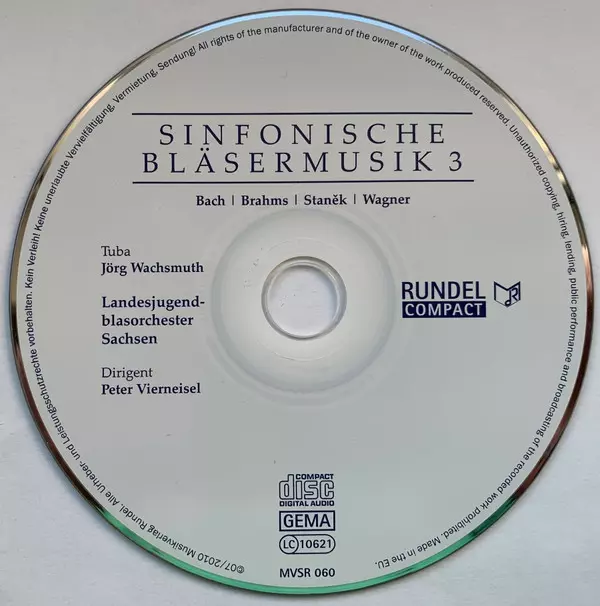 SINFONISCHE
BLÄSERMUSIK 3
Bach | Brahms | Staněk | Wagner
Tuba
Jörg Wachsmuth
Landesjugend-
blasorchester
Sachsen
Dirigent
Peter Vierneisel
RUNDEL
COMPACT
COMPACT
disc
DIGITAL AUDIO
GEMA
LC 10621
MVSR 060
©07/2010 Musikverlag Rundel. Alle Urheber- und Leistungsschutzrechte vorbehalten. Kein Verleih! Keine unerlaubte Vervielfältigung, Vermietung, Sendung! All rights of the manufacturer and of the owner of the work produced reserved. Unauthorized copying, hiring, lending, public performance and broadcasting of the recorded work prohibited. Made in the EU.